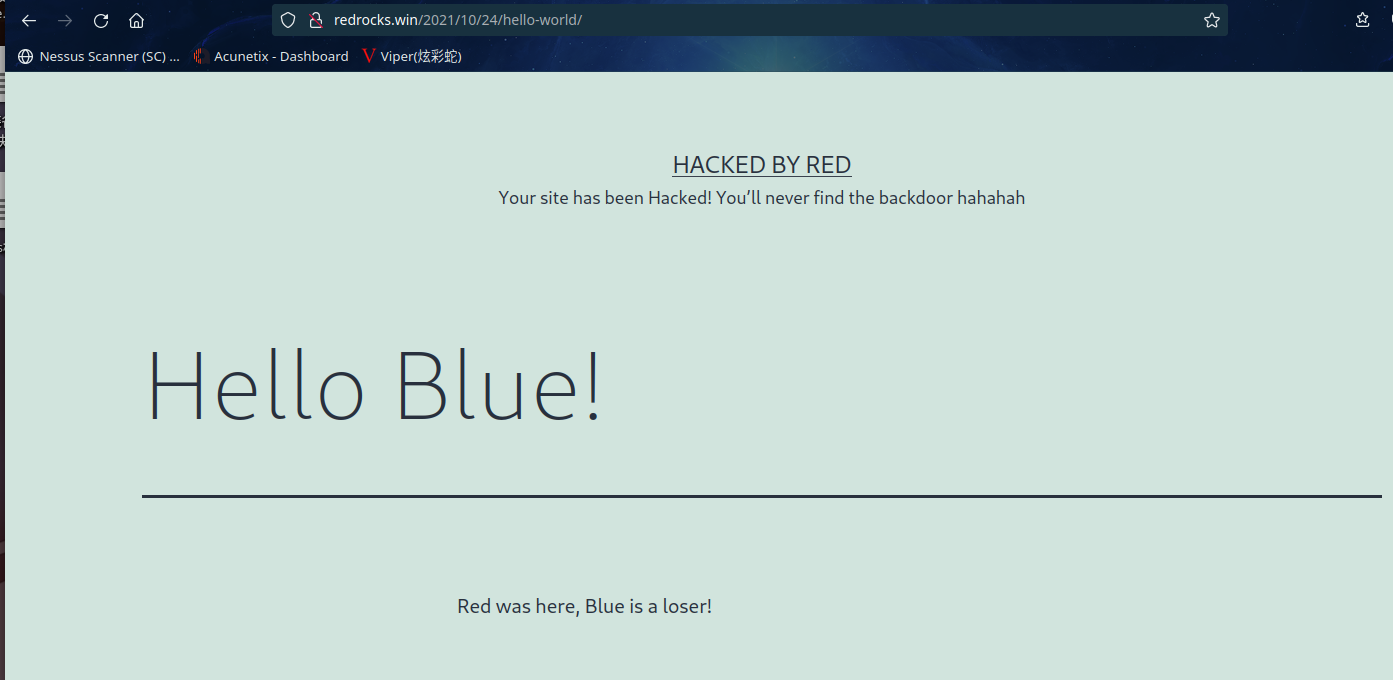 redrocks.win/2021/10/24/hello-world/
Nessus Scanner (SC) ... Acunetix - Dashboard Viper(炫彩蛇)
HACKED BY RED
Your site has been Hacked! You’ll never find the backdoor hahahah
Hello Blue!
Red was here, Blue is a loser!